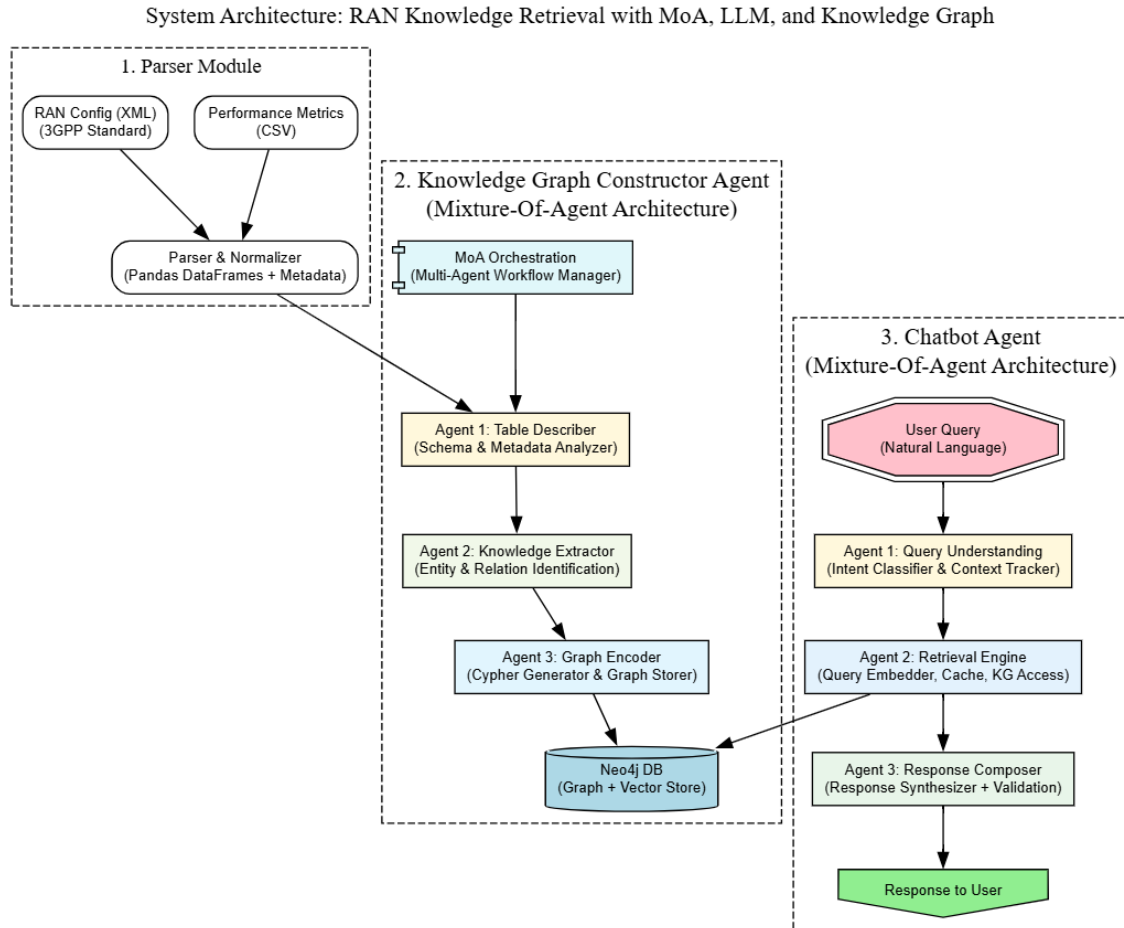 System Architecture: RAN Knowledge Retrieval with MoA, LLM, and Knowledge Graph
1. Parser Module
RAN Config (XML)
(3GPP Standard)
Performance Metrics
(CSV)
Parser & Normalizer
(Pandas DataFrames + Metadata)
2. Knowledge Graph Constructor Agent
(Mixture-Of-Agent Architecture)
MoA Orchestration
(Multi-Agent Workflow Manager)
Agent 1: Table Describer
(Schema & Metadata Analyzer)
Agent 2: Knowledge Extractor
(Entity & Relation Identification)
Agent 3: Graph Encoder
(Cypher Generator & Graph Storer)
Neo4j DB
(Graph + Vector Store)
3. Chatbot Agent
(Mixture-Of-Agent Architecture)
User Query
(Natural Language)
Agent 1: Query Understanding
(Intent Classifier & Context Tracker)
Agent 2: Retrieval Engine
(Query Embedder, Cache, KG Access)
Agent 3: Response Composer
(Response Synthesizer + Validation)
Response to User